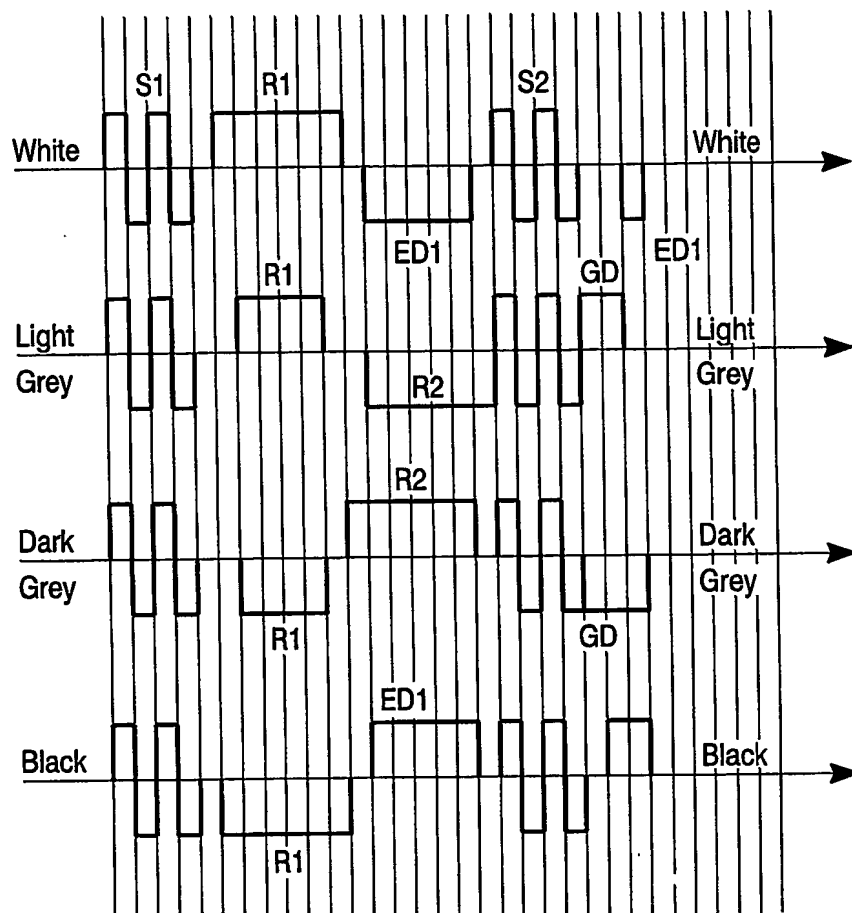 S1 R1 S2
White White
ED1 ED1
R1 GD
Light Light
Grey Grey
R2
R2
Dark Dark
Grey Grey
R1 GD
ED1
Black Black
R1